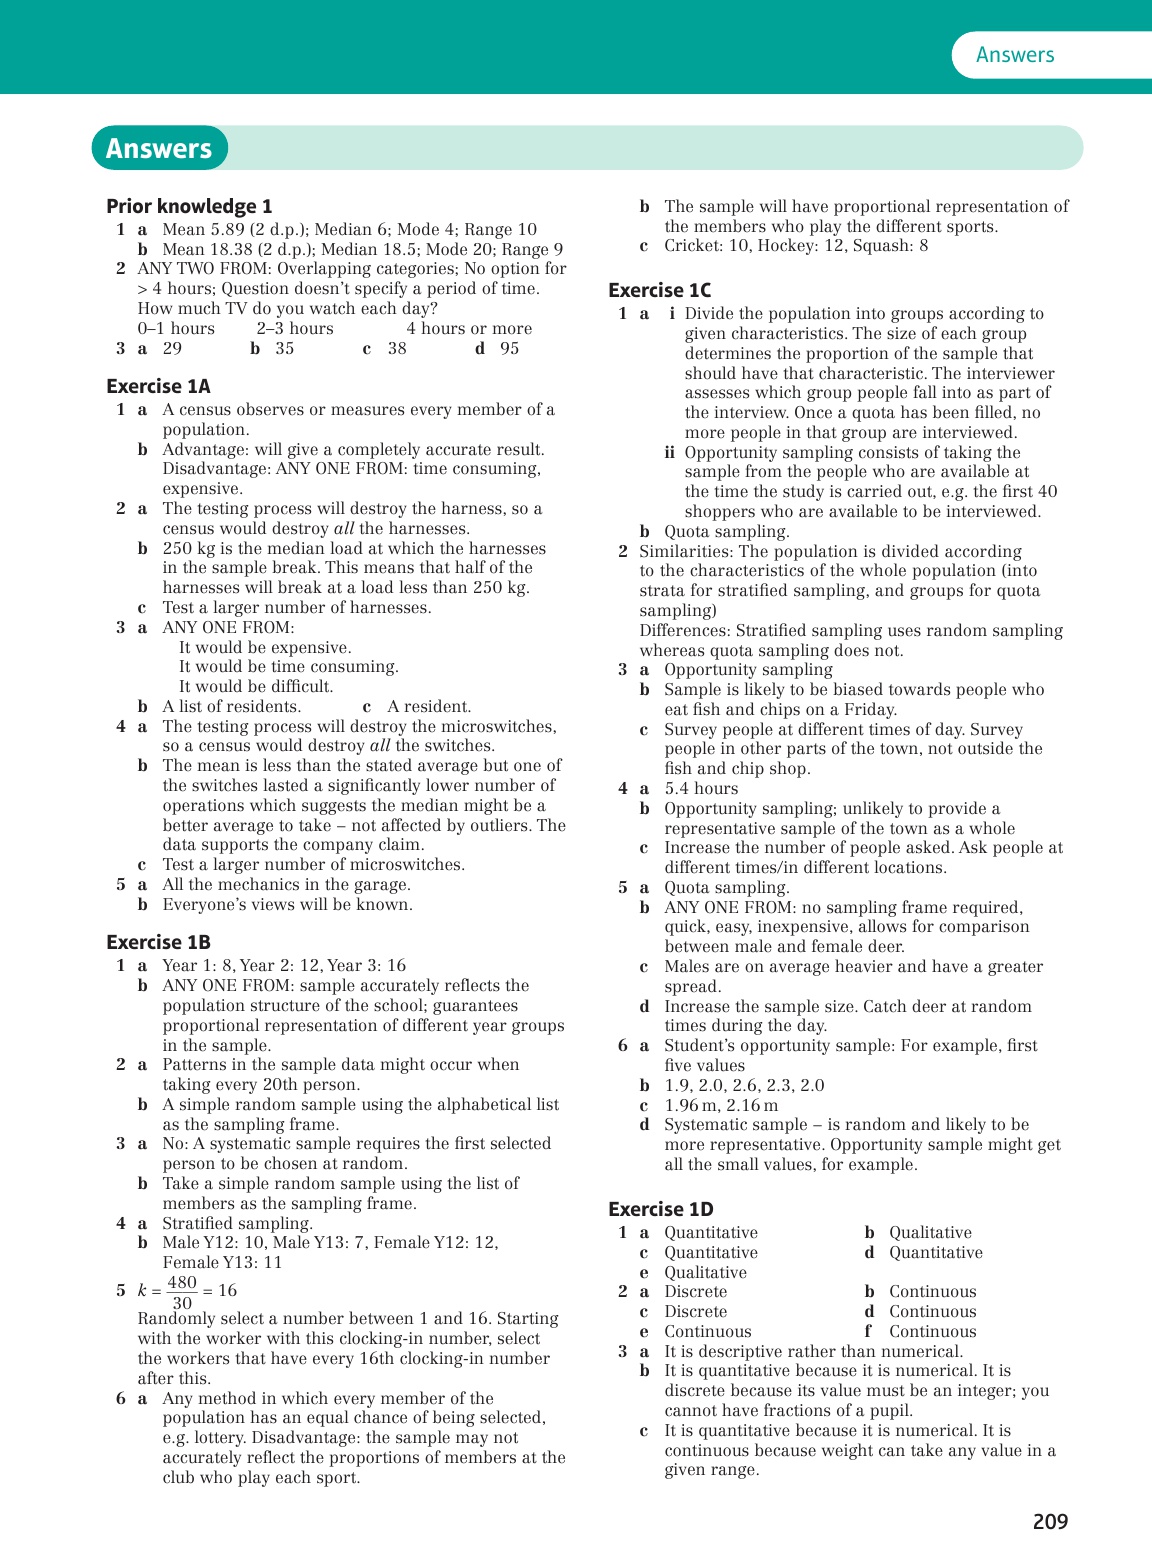 Answers
Answers
Prior knowledge 1
1 a Mean 5.89 (2 d.p.); Median 6; Mode 4; Range 10
b Mean 18.38 (2 d.p.); Median 18.5; Mode 20; Range 9
2 ANY TWO FROM: Overlapping categories; No option for
> 4 hours; Question doesn’t specify a period of time.
How much TV do you watch each day?
0–1 hours 2–3 hours 4 hours or more
3 a 29 b 35 c 38 d 95
Exercise 1A
1 a A census observes or measures every member of a
population.
b Advantage: will give a completely accurate result.
Disadvantage: ANY ONE FROM: time consuming,
expensive.
2 a The testing process will destroy the harness, so a
census would destroy all the harnesses.
b 250 kg is the median load at which the harnesses
in the sample break. This means that half of the
harnesses will break at a load less than 250 kg.
c Test a larger number of harnesses.
3 a ANY ONE FROM:
It would be expensive.
It would be time consuming.
It would be difficult.
b A list of residents. c A resident.
4 a The testing process will destroy the microswitches,
so a census would destroy all the switches.
b The mean is less than the stated average but one of
the switches lasted a significantly lower number of
operations which suggests the median might be a
better average to take – not affected by outliers. The
data supports the company claim.
c Test a larger number of microswitches.
5 a All the mechanics in the garage.
b Everyone’s views will be known.
Exercise 1B
1 a Year 1: 8, Year 2: 12, Year 3: 16
b ANY ONE FROM: sample accurately reflects the
population structure of the school; guarantees
proportional representation of different year groups
in the sample.
2 a Patterns in the sample data might occur when
taking every 20th person.
b A simple random sample using the alphabetical list
as the sampling frame.
3 a No: A systematic sample requires the first selected
person to be chosen at random.
b Take a simple random sample using the list of
members as the sampling frame.
4 a Stratified sampling.
b Male Y12: 10, Male Y13: 7, Female Y12: 12,
Female Y13: 11
5 k = 480/30 = 16
Randomly select a number between 1 and 16. Starting
with the worker with this clocking-in number, select
the workers that have every 16th clocking-in number
after this.
6 a Any method in which every member of the
population has an equal chance of being selected,
e.g. lottery. Disadvantage: the sample may not
accurately reflect the proportions of members at the
club who play each sport.
b The sample will have proportional representation of
the members who play the different sports.
c Cricket: 10, Hockey: 12, Squash: 8
Exercise 1C
1 a i Divide the population into groups according to
given characteristics. The size of each group
determines the proportion of the sample that
should have that characteristic. The interviewer
assesses which group people fall into as part of
the interview. Once a quota has been filled, no
more people in that group are interviewed.
ii Opportunity sampling consists of taking the
sample from the people who are available at
the time the study is carried out, e.g. the first 40
shoppers who are available to be interviewed.
b Quota sampling.
2 Similarities: The population is divided according
to the characteristics of the whole population (into
strata for stratified sampling, and groups for quota
sampling)
Differences: Stratified sampling uses random sampling
whereas quota sampling does not.
3 a Opportunity sampling
b Sample is likely to be biased towards people who
eat fish and chips on a Friday.
c Survey people at different times of day. Survey
people in other parts of the town, not outside the
fish and chip shop.
4 a 5.4 hours
b Opportunity sampling; unlikely to provide a
representative sample of the town as a whole
c Increase the number of people asked. Ask people at
different times/in different locations.
5 a Quota sampling.
b ANY ONE FROM: no sampling frame required,
quick, easy, inexpensive, allows for comparison
between male and female deer.
c Males are on average heavier and have a greater
spread.
d Increase the sample size. Catch deer at random
times during the day.
6 a Student’s opportunity sample: For example, first
five values
b 1.9, 2.0, 2.6, 2.3, 2.0
c 1.96 m, 2.16 m
d Systematic sample – is random and likely to be
more representative. Opportunity sample might get
all the small values, for example.
Exercise 1D
1 a Quantitative b Qualitative
c Quantitative d Quantitative
e Qualitative
2 a Discrete b Continuous
c Discrete d Continuous
e Continuous f Continuous
3 a It is descriptive rather than numerical.
b It is quantitative because it is numerical. It is
discrete because its value must be an integer; you
cannot have fractions of a pupil.
c It is quantitative because it is numerical. It is
continuous because weight can take any value in a
given range.
209